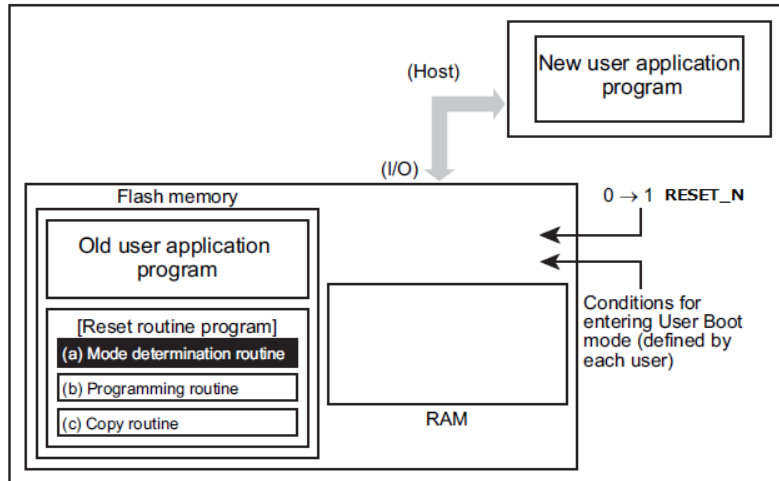 (Host)
New user application
program
(I/O)
Flash memory
0 → 1 RESET_N
Old user application
program
Conditions for
entering User Boot
mode (defined by
each user)
[Reset routine program]
(a) Mode determination routine
(b) Programming routine
(c) Copy routine
RAM